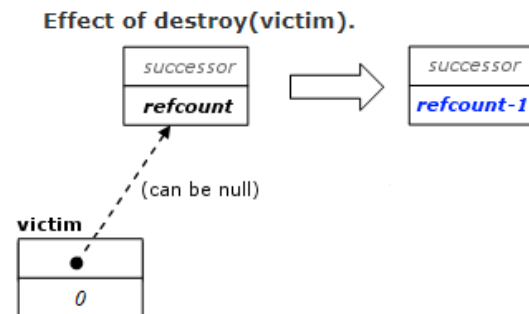 Effect of destroy(victim).
successor
refcount
successor
refcount-1
(can be null)
victim
0